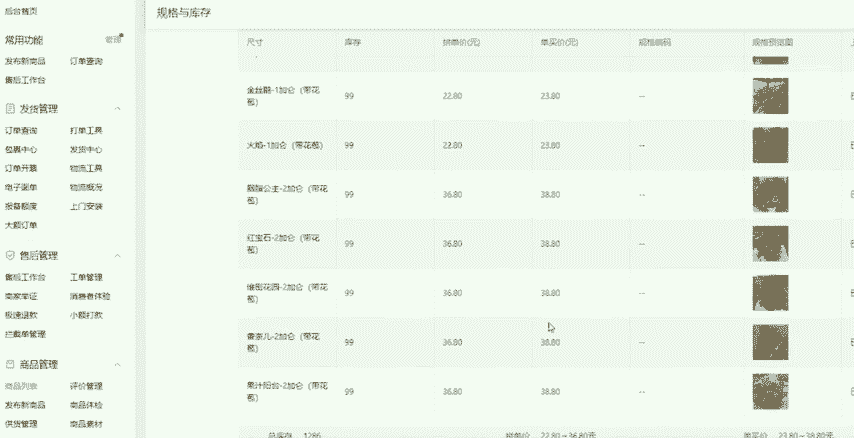 后台首页
规格与库存
常用功能 管理
发布新商品 订单查询
售后工作台
发货管理
订单查询 打单工具
包裹中心 发货中心
订单开票 物流工具
电子面单 物流概况
报备额度 上门安装
大额订单
售后管理
售后工作台 工单管理
商家举证 消费者体验
极速退款 小额打款
拦截单管理
商品管理
商品列表 评价管理
发布新商品 商品体检
供货管理 商品素材
尺寸 库存 拼单价(元) 单买价(元) 规格编码 规格预览图
-1加仑(带花
苞) 99 22.80 23.80 --
火焰-1加仑(带花苞) 99 22.80 23.80 --
公主-2加仑(带花
苞) 99 36.80 38.80 --
红宝石-2加仑(带花
苞) 99 36.80 38.80 --
花园-2加仑(带花
苞) 99 36.80 38.80
香妻儿-2加仑(带花
苞) 99 36.80 38.80 --
果汁阳台-2加仑(带花
苞) 99 36.80 38.80 --
总库存 1286 拼单价 22.80~36.80元 单买价 23.80~38.80元